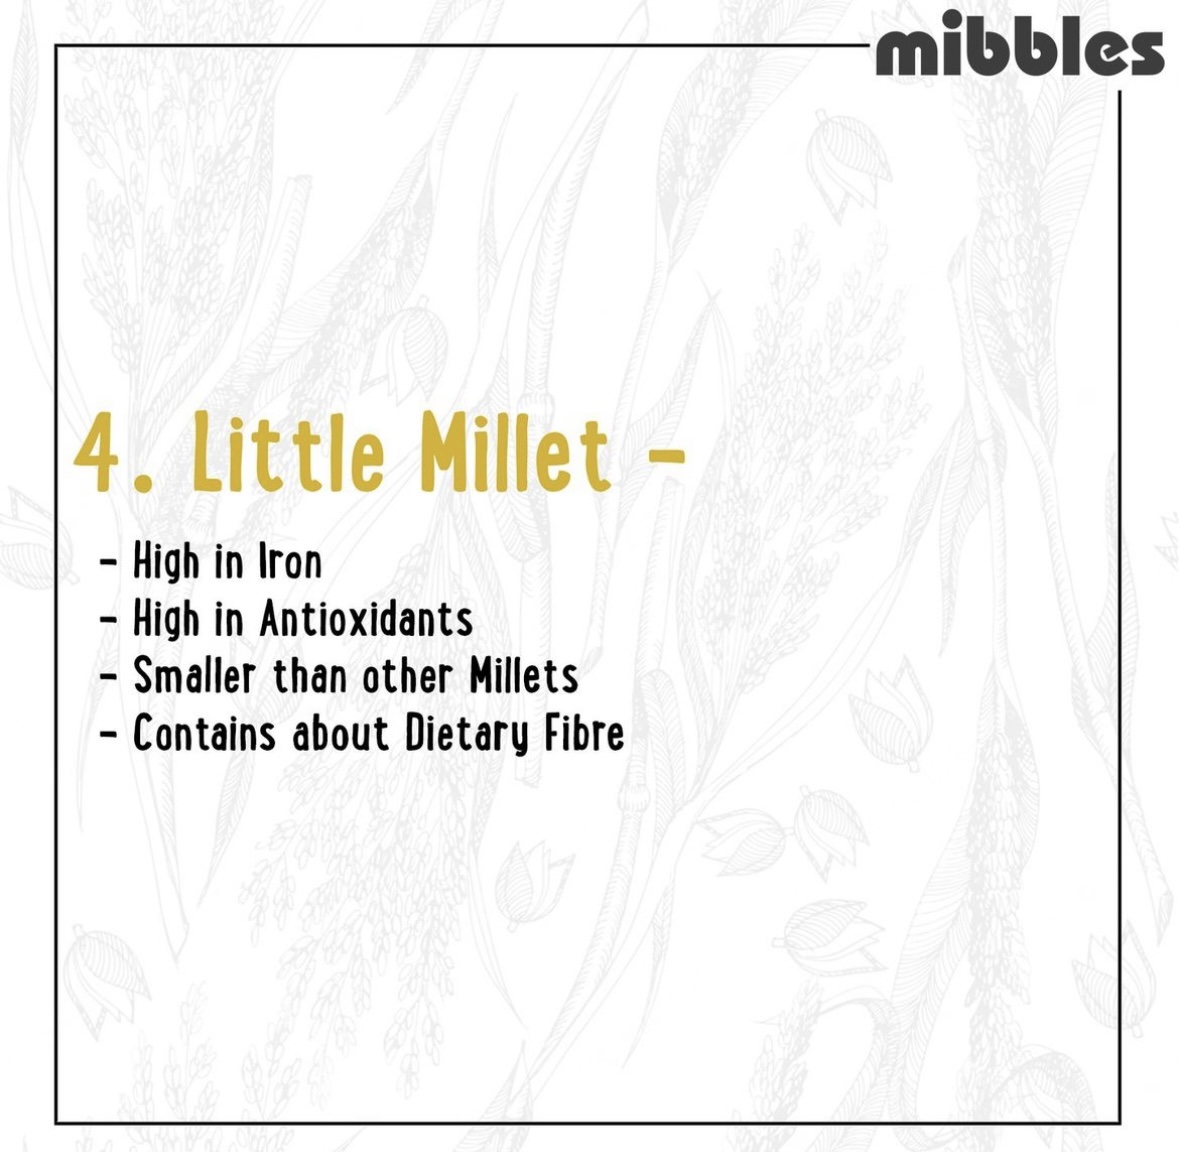 mibbles
4. Little Millet -
- High in Iron
- High in Antioxidants
- Smaller than other Millets
- Contains about Dietary Fibre